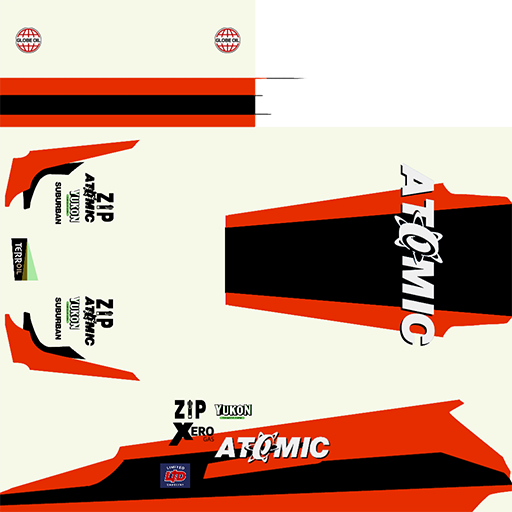 GLOBE OIL
GLOBE OIL
ATOMIC
ZIP
ATOMIC
YUKON
SUBURBAN
TERROIL
ZIP
ATOMIC
YUKON
SUBURBAN
ZIP
YUKON
XERO
GAS
ATOMIC
LIMITED
LTD